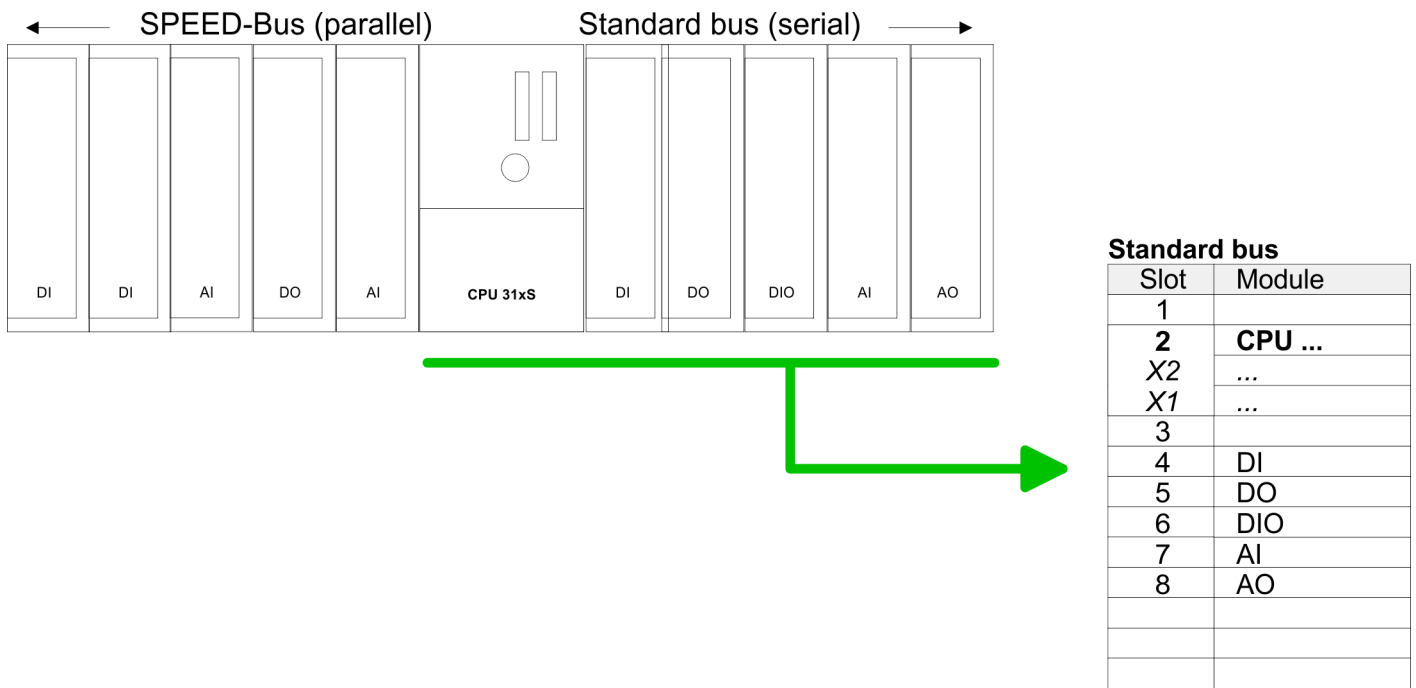 SPEED-Bus (parallel)
Standard bus (serial)
DI
DI
AI
DO
AI
CPU 31xS
DI
DO
DIO
AI
AO
Standard bus
Slot Module
1
2 CPU ...
X2 ...
X1 ...
3
4 DI
5 DO
6 DIO
7 AI
8 AO